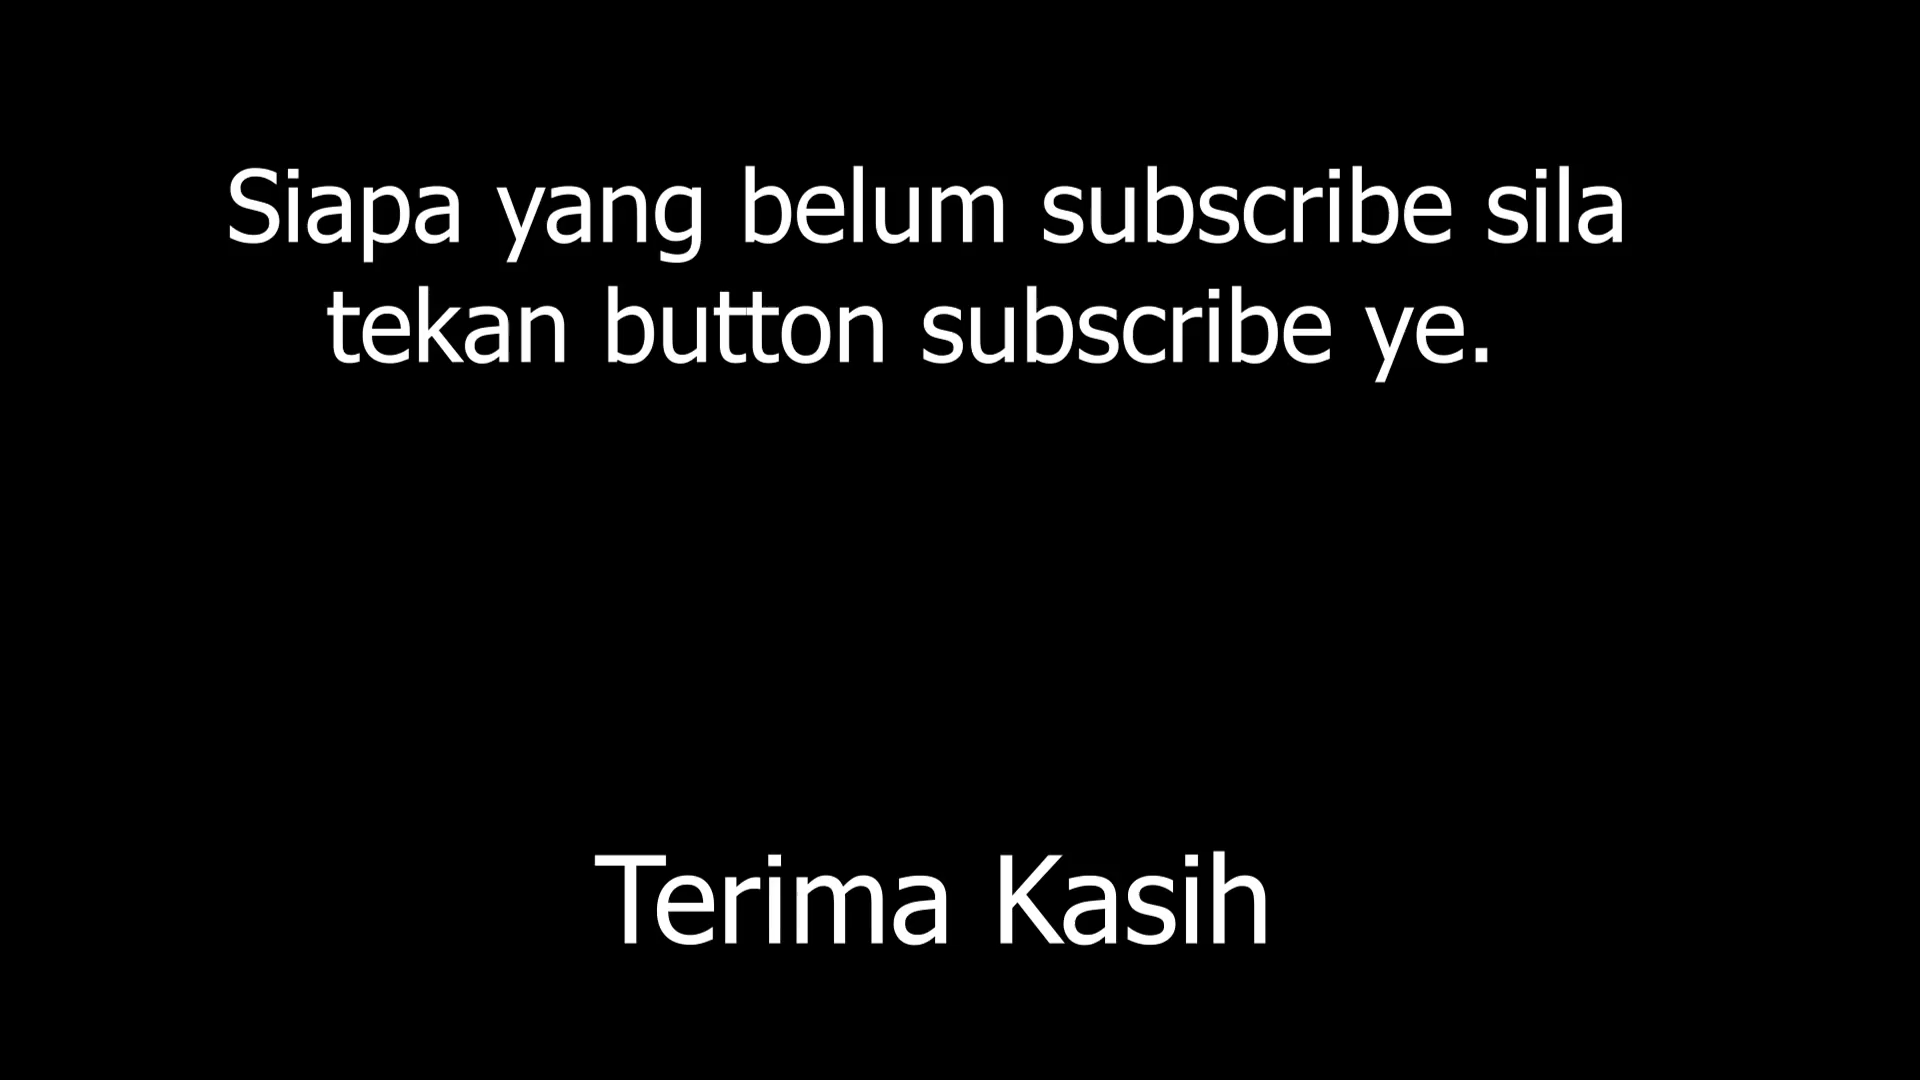 Siapa yang belum subscribe sila
tekan button subscribe ye.
Terima Kasih